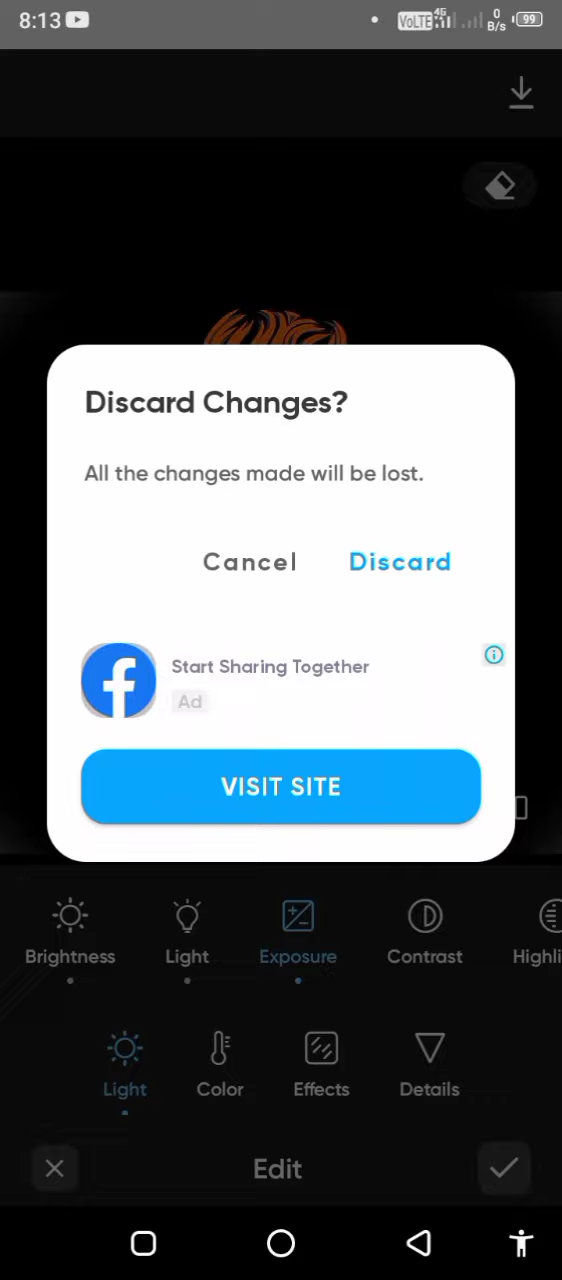 8:13
VoLTE 4G 0 B/s 99
Discard Changes?
All the changes made will be lost.
Cancel Discard
Start Sharing Together
Ad
VISIT SITE
Brightness Light Exposure Contrast Highli
Light Color Effects Details
Edit